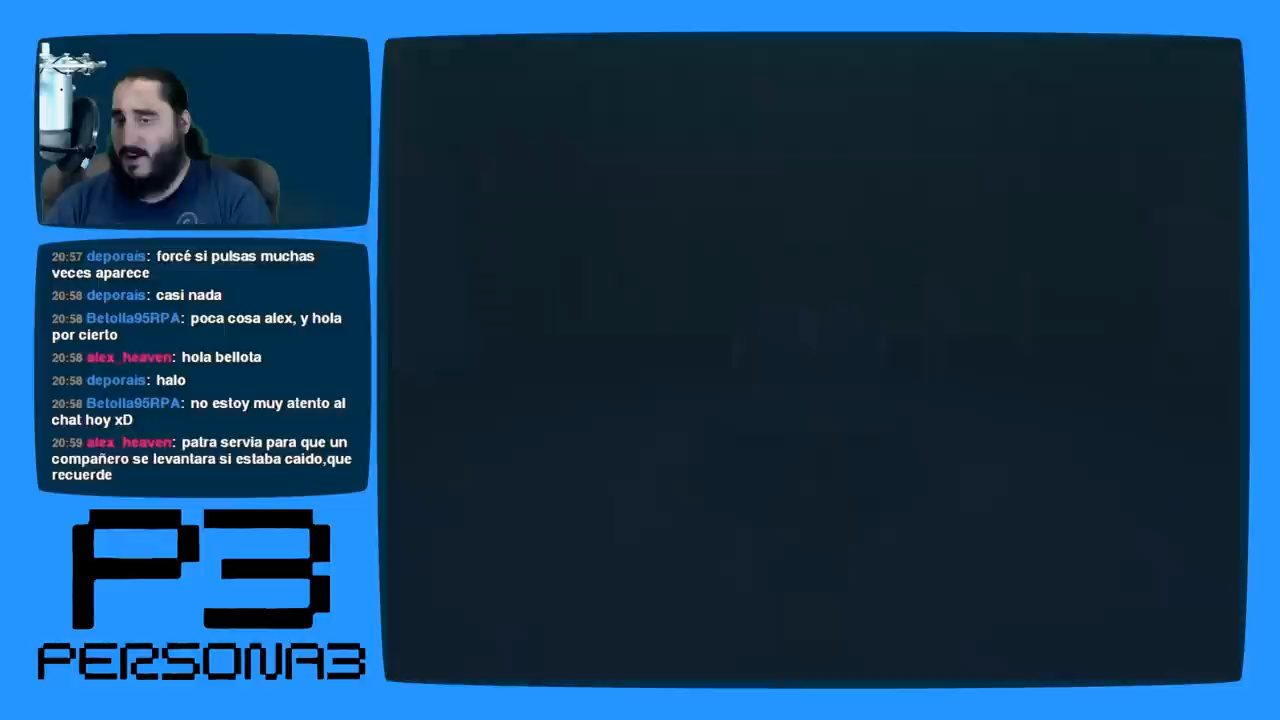 20:57 deporais: forcé si pulsas muchas
veces aparece
20:58 deporais: casi nada
20:58 Betolla95RPA: poca cosa alex, y hola
por cierto
20:58 alex_heaven: hola bellota
20:58 deporais: halo
20:58 Betolla95RPA: no estoy muy atento al
chat hoy xD
20:59 alex_heaven: patra servia para que un
compañero se levantara si estaba caido,que
recuerde
P3
PERSONA3